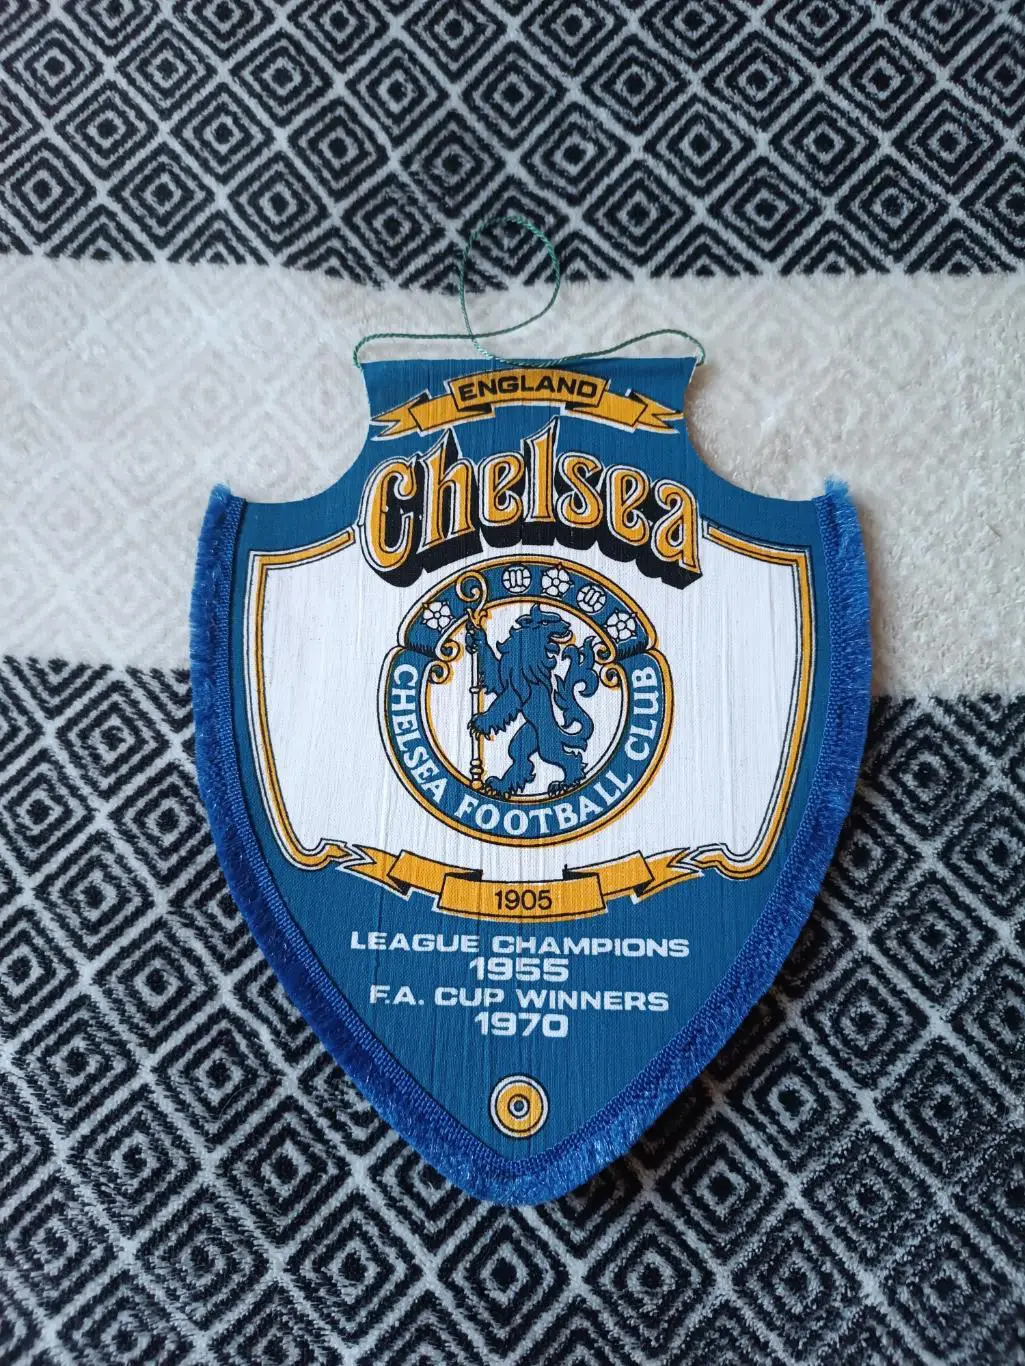 ENGLAND
Chelsea
CHELSEA FOOTBALL CLUB
1905
LEAGUE CHAMPIONS
1955
F.A. CUP WINNERS
1970